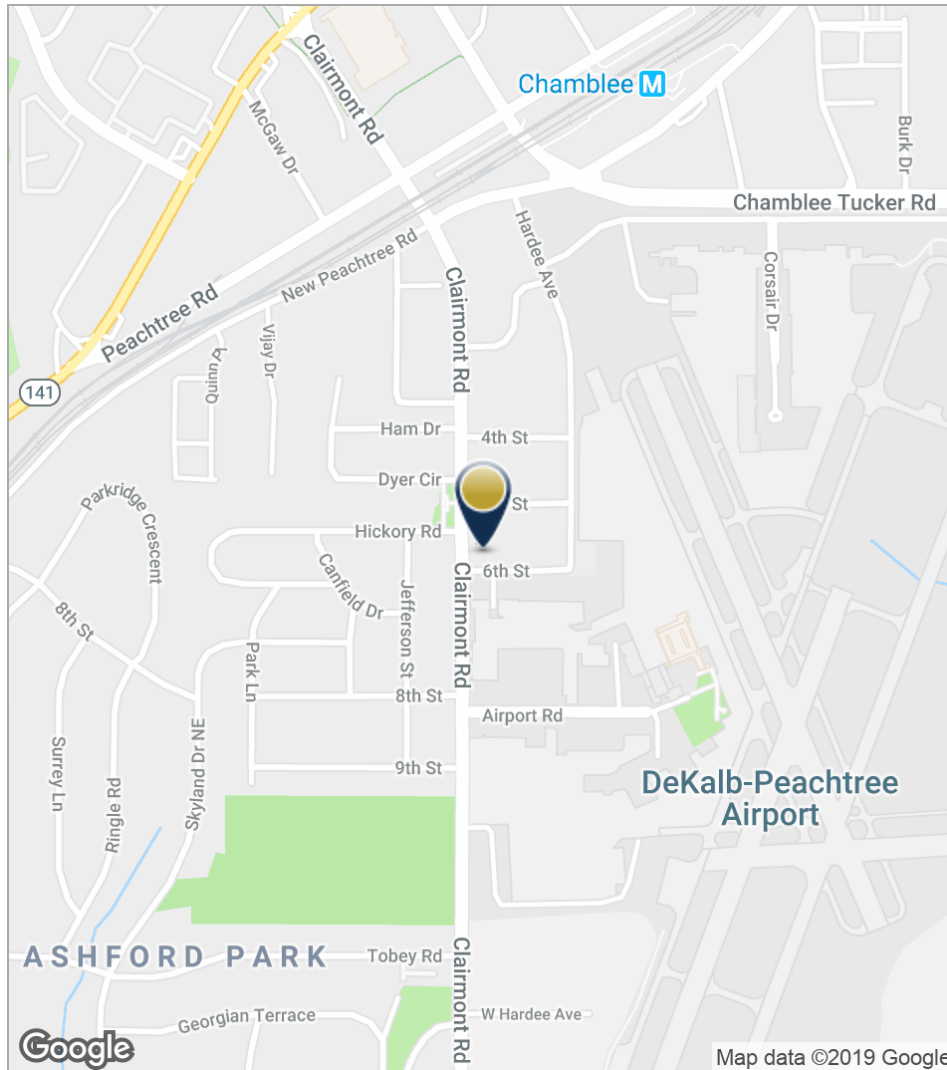 Clairmont Rd
Chamblee M
McGaw Dr
Burk Dr
Chamblee Tucker Rd
Hardee Ave
New Peachtree Rd
Corsair Dr
Peachtree Rd
Clairmont Rd
Vijay Dr
Quinn Pl
141
Ham Dr
4th St
Dyer Cir
St
Parkridge Crescent
Hickory Rd
6th St
Canfield Dr
Jefferson St
Clairmont Rd
8th St
Park Ln
8th St
Airport Rd
Skyland Dr NE
Surrey Ln
Ringle Rd
9th St
DeKalb-Peachtree
Airport
ASHFORD PARK
Tobey Rd
Clairmont Rd
Georgian Terrace
W Hardee Ave
Google
Map data ©2019 Google